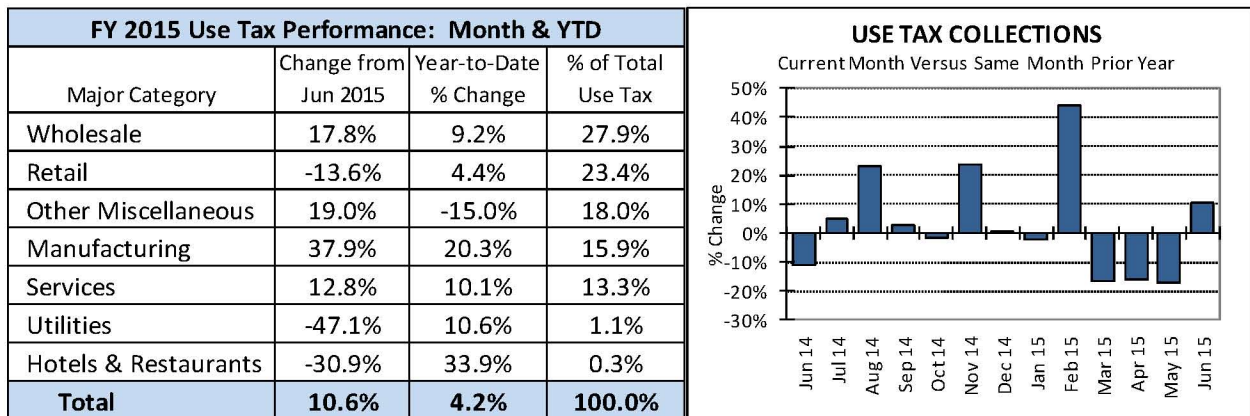 FY 2015 Use Tax Performance: Month & YTD
Change from Year-to-Date % of Total
Major Category Jun 2015 % Change Use Tax
Wholesale 17.8% 9.2% 27.9%
Retail -13.6% 4.4% 23.4%
Other Miscellaneous 19.0% -15.0% 18.0%
Manufacturing 37.9% 20.3% 15.9%
Services 12.8% 10.1% 13.3%
Utilities -47.1% 10.6% 1.1%
Hotels & Restaurants -30.9% 33.9% 0.3%
Total 10.6% 4.2% 100.0%
USE TAX COLLECTIONS
Current Month Versus Same Month Prior Year
% Change
50%
40%
30%
20%
10%
0%
-10%
-20%
-30%
Jun 14
Jul 14
Aug 14
Sep 14
Oct 14
Nov 14
Dec 14
Jan 15
Feb 15
Mar 15
Apr 15
May 15
Jun 15